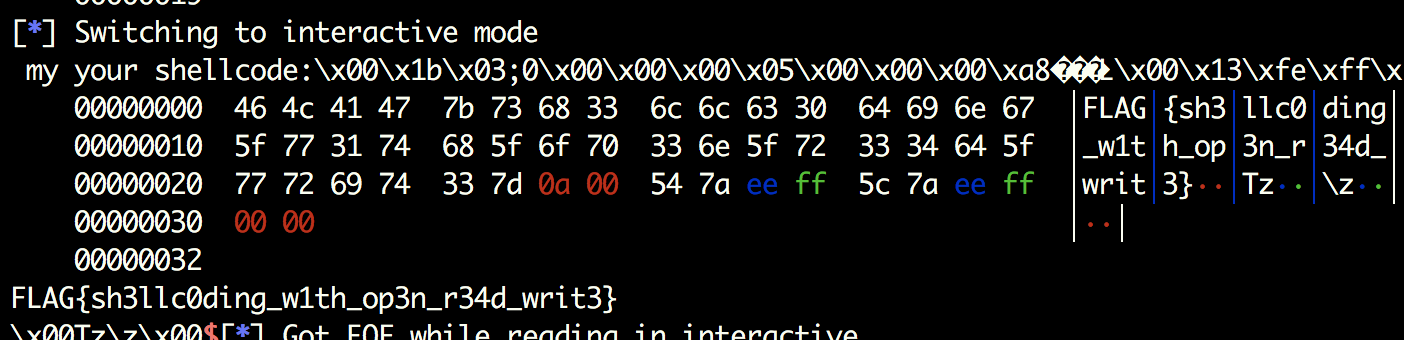 [*] Switching to interactive mode
my your shellcode:\x00\x1b\x03;0\x00\x00\x00\x05\x00\x00\x00\xa8���Ł\x00\x13\xfe\xff\x
00000000 46 4c 41 47 7b 73 68 33 6c 6c 63 30 64 69 6e 67 │FLAG│{sh3│llc0│ding│
00000010 5f 77 31 74 68 5f 6f 70 33 6e 5f 72 33 34 64 5f │_w1t│h_op│3n_r│34d_│
00000020 77 72 69 74 33 7d 0a 00 54 7a ee ff 5c 7a ee ff │writ│3}··│Tz··│\z··│
00000030 00 00 │··│
00000032
FLAG{sh3llc0ding_w1th_op3n_r34d_writ3}
\x00Tz\z\x00$[*] Got EOF while reading in interactive